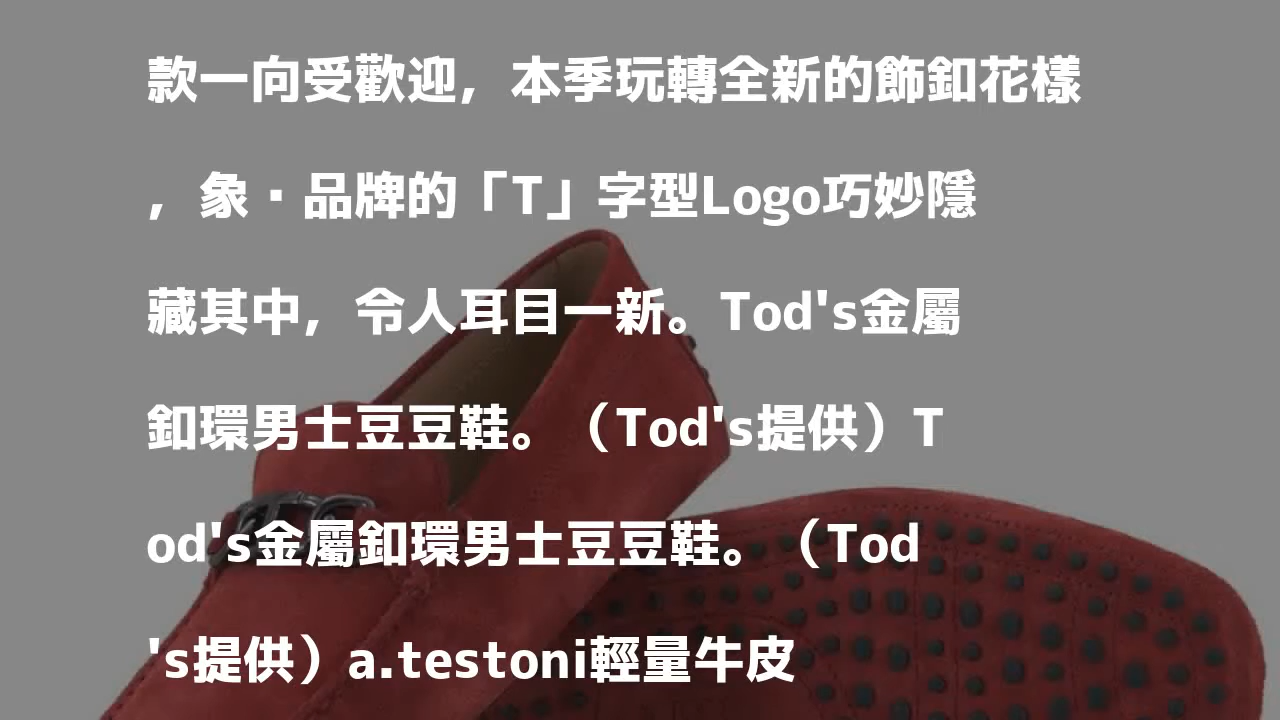 款一向受歡迎，本季玩轉全新的飾釦花樣
，象·品牌的「T」字型Logo巧妙隱
藏其中，令人耳目一新。Tod's金屬
釦環男士豆豆鞋。（Tod's提供）T
od's金屬釦環男士豆豆鞋。（Tod
's提供）a.testoni輕量牛皮